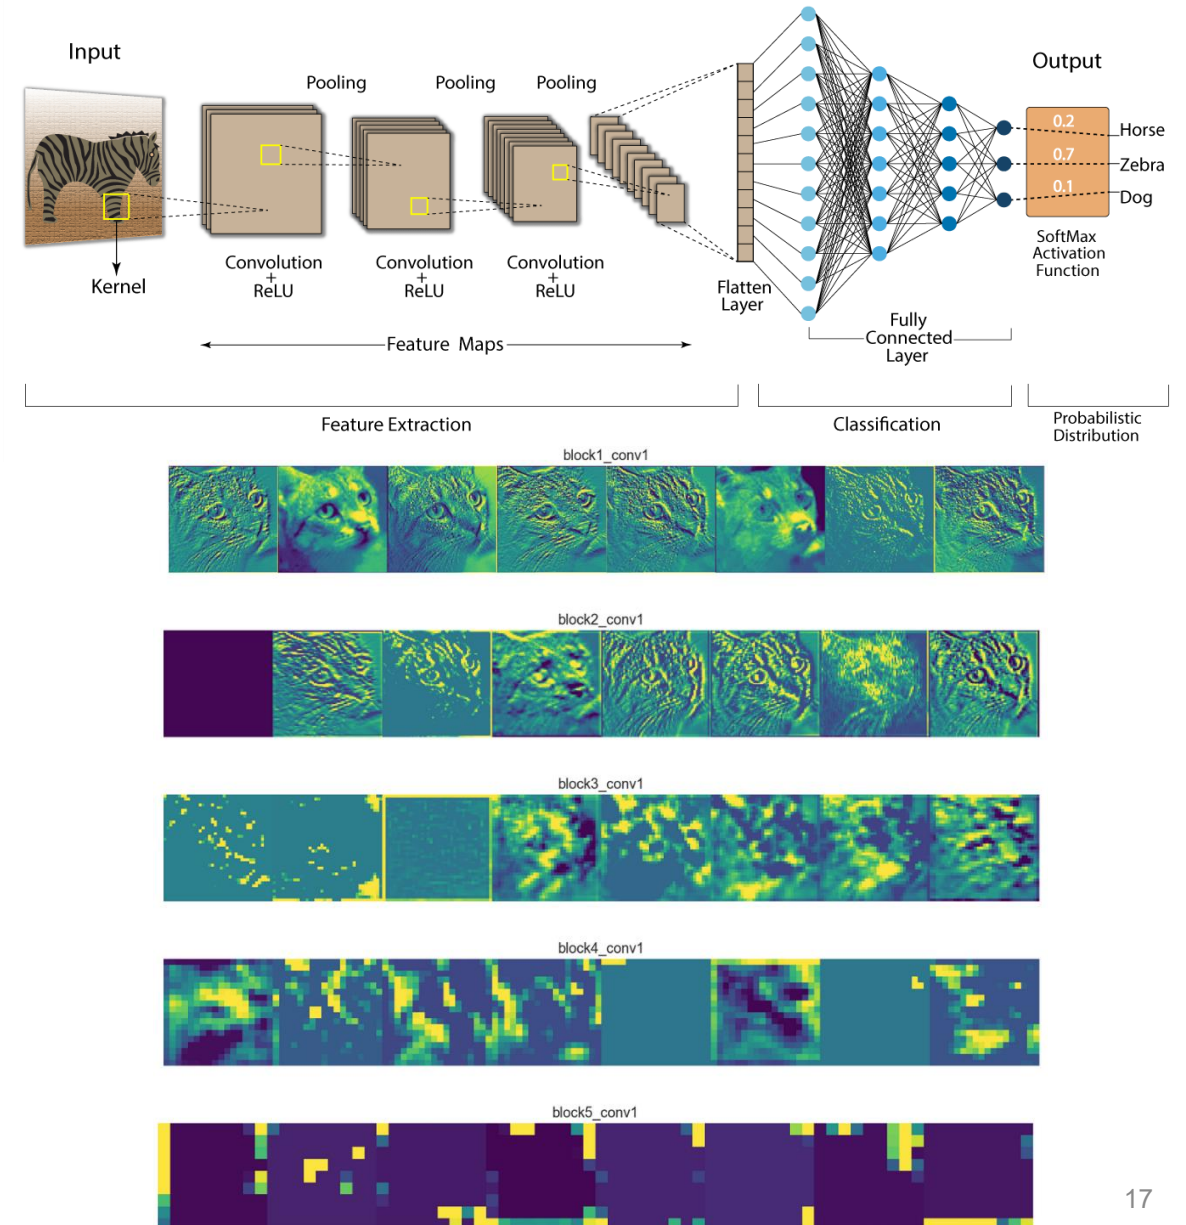 Input
Pooling
Pooling
Pooling
Output
0.2
Horse
0.7
Zebra
0.1
Dog
Kernel
Convolution
+
ReLU
Convolution
+
ReLU
Convolution
+
ReLU
Flatten
Layer
SoftMax
Activation
Function
Feature Maps
Fully
Connected
Layer
Feature Extraction
Classification
Probabilistic
Distribution
block1_conv1
block2_conv1
block3_conv1
block4_conv1
block5_conv1
17